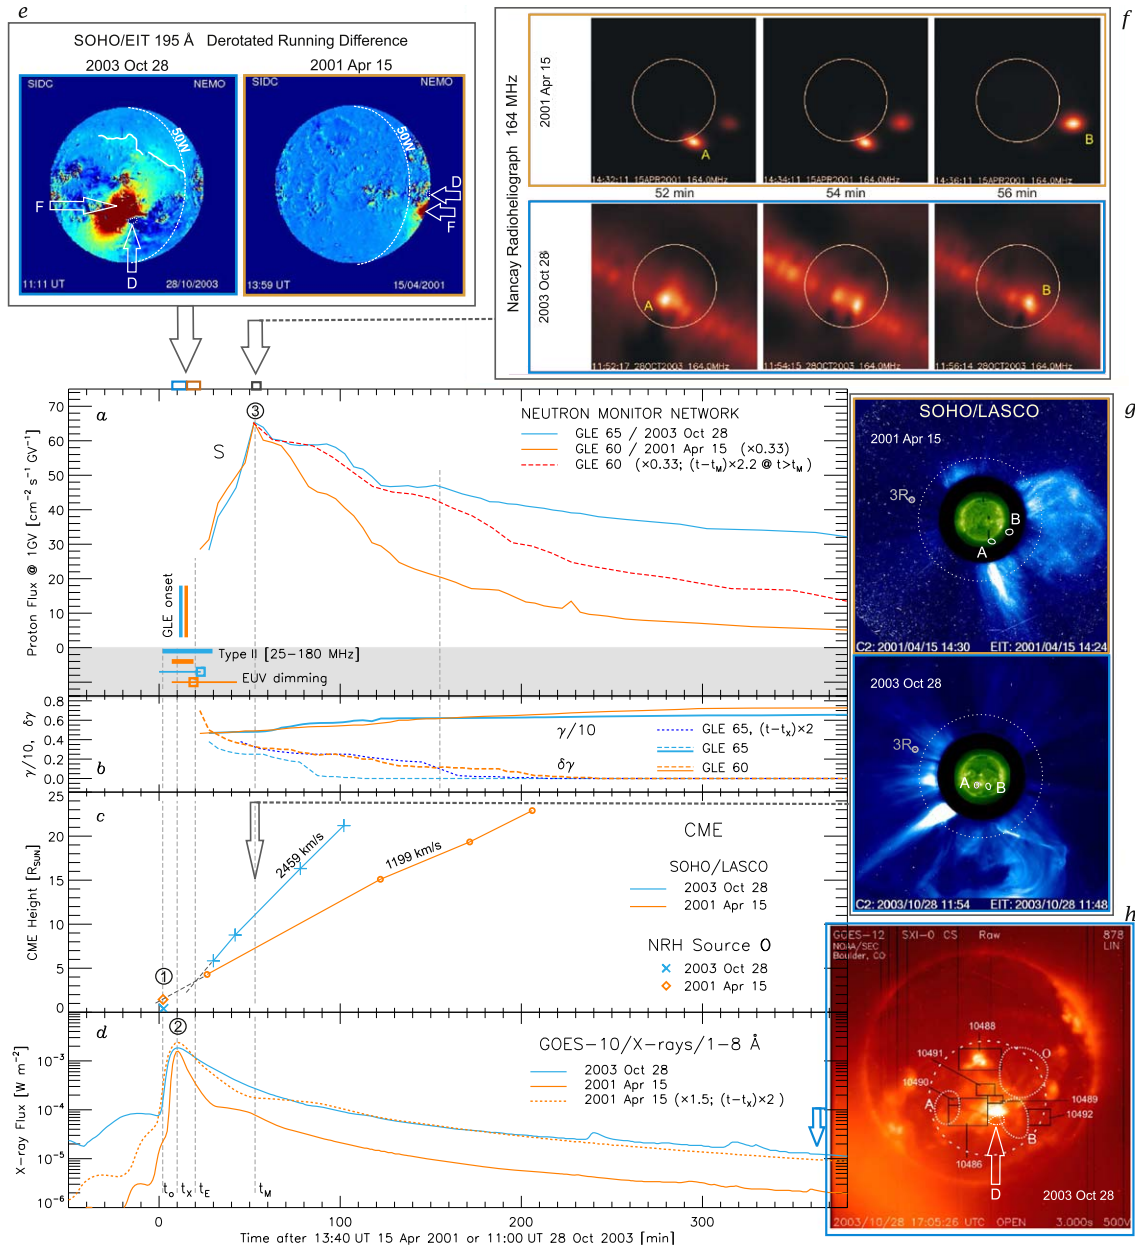 e
SOHO/EIT 195 Å Derotated Running Difference
2003 Oct 28
2001 Apr 15
SIDC
NEMO
50W
F
D
11:11 UT
28/10/2003
SIDC
NEMO
50W
D
F
13:59 UT
15/04/2001
f
Nancay Radioheliograph 164 MHz
2001 Apr 15
A
B
14:32:11 15APR2001 164.0MHz
14:34:11 15APR2001 164.0MHz
14:36:11 15APR2001 164.0MHz
52 min
54 min
56 min
2003 Oct 28
A
B
11:52:17 28OCT2003 164.0MHz
11:54:15 28OCT2003 164.0MHz
11:56:14 28OCT2003 164.0MHz
a
3
S
NEUTRON MONITOR NETWORK
GLE 65 / 2003 Oct 28
GLE 60 / 2001 Apr 15 (×0.33)
GLE 60 (×0.33; (t−tM)×2.2 @ t>tM)
Proton Flux @ 1GV [cm⁻² s⁻¹ GV⁻¹]
70
60
50
40
30
20
10
0
GLE onset
Type II [25−180 MHz]
EUV dimming
γ/10, δγ
0.8
0.6
0.4
0.2
0.0
b
γ/10
δγ
GLE 65, (t−tX)×2
GLE 65
GLE 60
CME Height [RSUN]
25
20
15
10
5
0
c
2459 km/s
1199 km/s
1
CME
SOHO/LASCO
2003 Oct 28
2001 Apr 15
NRH Source O
2003 Oct 28
2001 Apr 15
X-ray Flux [W m⁻²]
10⁻³
10⁻⁴
10⁻⁵
10⁻⁶
d
2
GOES-10/X-rays/1-8 Å
2003 Oct 28
2001 Apr 15
2001 Apr 15 (×1.5; (t−tX)×2)
to
tX
tE
tM
0
100
200
300
Time after 13:40 UT 15 Apr 2001 or 11:00 UT 28 Oct 2003 [min]
g
SOHO/LASCO
2001 Apr 15
3R⊙
B
A
C2: 2001/04/15 14:30
EIT: 2001/04/15 14:24
2003 Oct 28
3R⊙
A
B
C2: 2003/10/28 11:54
EIT: 2003/10/28 11:48
h
GOES-12 SXI-0 CS Raw
878
NOAA/SEC
LIN
Boulder, CO
10488
10491
O
10490
10489
A
10492
B
10486
D
2003 Oct 28
2003/10/28 17:05:26 UTC OPEN 3.000s 500V